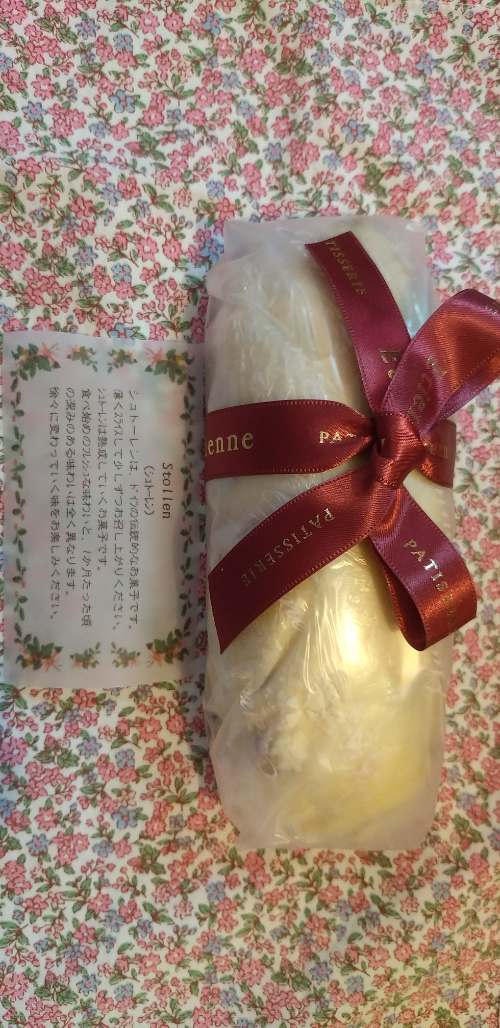 Stollen
(シュトーレン)
シュトーレンは、ドイツの伝統的なお菓子です。
薄くスライスして少しずつお召し上がりください。
シュトーレンは熟成していくお菓子です。
食べ始めのフレッシュな味わいと、1か月たった頃
の深みのある味わいは全く異なります。
徐々に変わっていく味をお楽しみください。
TISSERIE
enne
PA
PATISSERIE
PATISSE